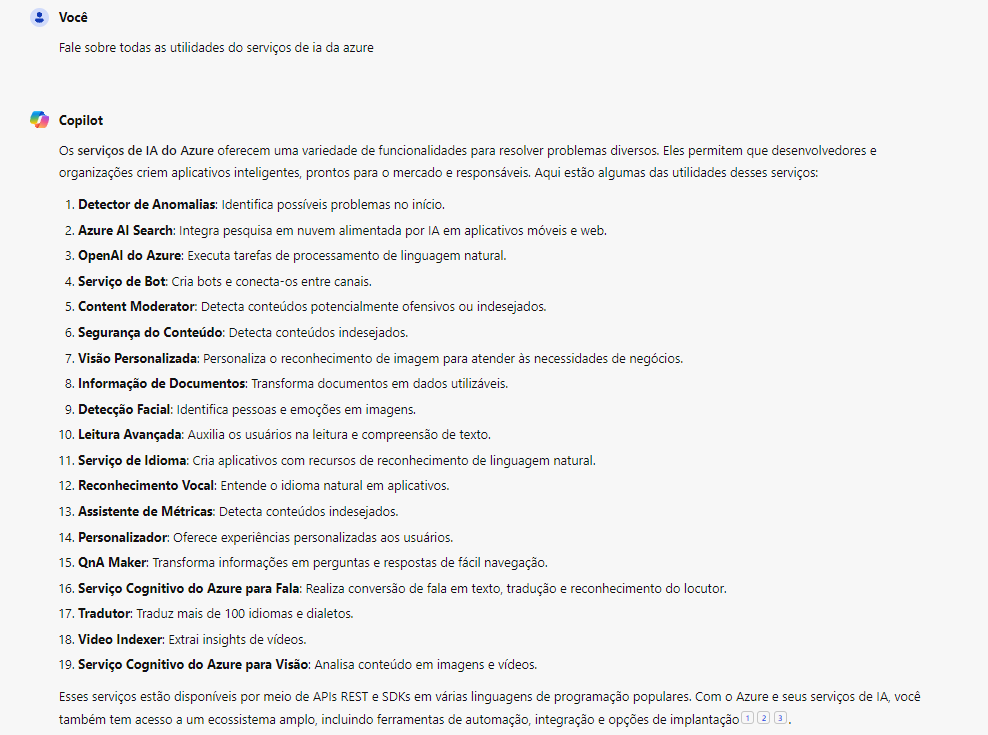 Você
Fale sobre todas as utilidades do serviços de ia da azure
Copilot
Os serviços de IA do Azure oferecem uma variedade de funcionalidades para resolver problemas diversos. Eles permitem que desenvolvedores e
organizações criem aplicativos inteligentes, prontos para o mercado e responsáveis. Aqui estão algumas das utilidades desses serviços:
1. Detector de Anomalias: Identifica possíveis problemas no início.
2. Azure AI Search: Integra pesquisa em nuvem alimentada por IA em aplicativos móveis e web.
3. OpenAI do Azure: Executa tarefas de processamento de linguagem natural.
4. Serviço de Bot: Cria bots e conecta-os entre canais.
5. Content Moderator: Detecta conteúdos potencialmente ofensivos ou indesejados.
6. Segurança do Conteúdo: Detecta conteúdos indesejados.
7. Visão Personalizada: Personaliza o reconhecimento de imagem para atender às necessidades de negócios.
8. Informação de Documentos: Transforma documentos em dados utilizáveis.
9. Detecção Facial: Identifica pessoas e emoções em imagens.
10. Leitura Avançada: Auxilia os usuários na leitura e compreensão de texto.
11. Serviço de Idioma: Cria aplicativos com recursos de reconhecimento de linguagem natural.
12. Reconhecimento Vocal: Entende o idioma natural em aplicativos.
13. Assistente de Métricas: Detecta conteúdos indesejados.
14. Personalizador: Oferece experiências personalizadas aos usuários.
15. QnA Maker: Transforma informações em perguntas e respostas de fácil navegação.
16. Serviço Cognitivo do Azure para Fala: Realiza conversão de fala em texto, tradução e reconhecimento do locutor.
17. Tradutor: Traduz mais de 100 idiomas e dialetos.
18. Video Indexer: Extrai insights de vídeos.
19. Serviço Cognitivo do Azure para Visão: Analisa conteúdo em imagens e vídeos.
Esses serviços estão disponíveis por meio de APIs REST e SDKs em várias linguagens de programação populares. Com o Azure e seus serviços de IA, você
também tem acesso a um ecossistema amplo, incluindo ferramentas de automação, integração e opções de implantação 1 2 3 .